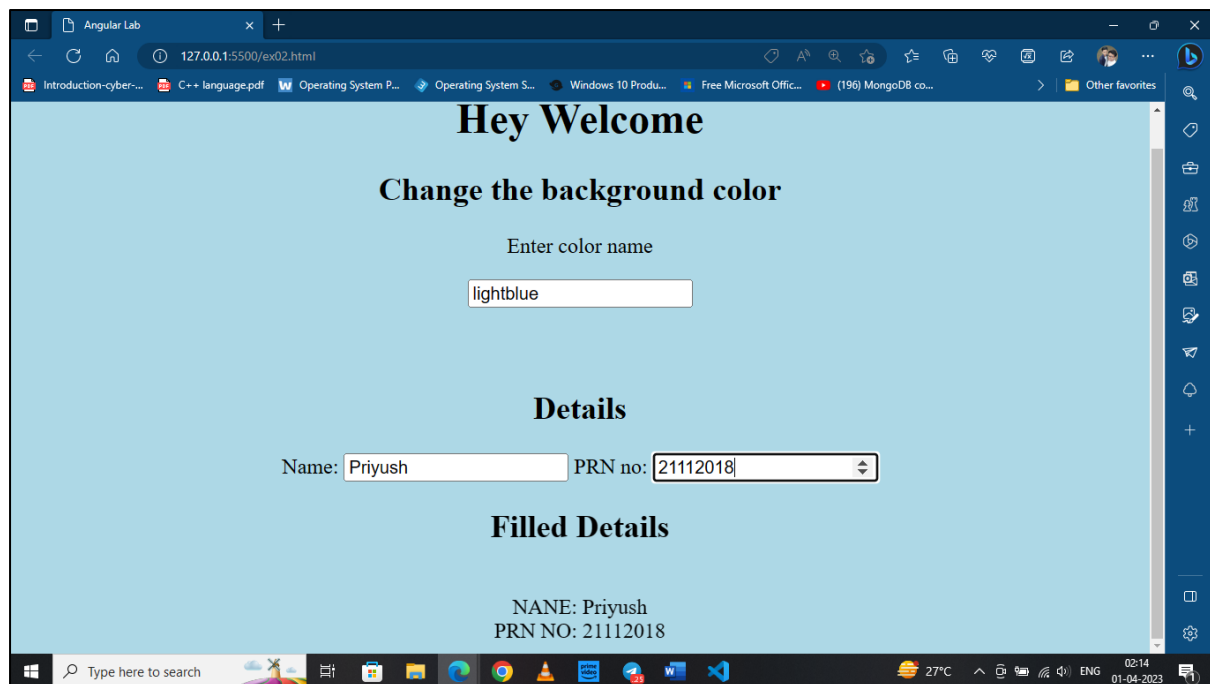 Angular Lab
127.0.0.1:5500/ex02.html
Introduction-cyber-... C++ language.pdf Operating System P... Operating System S... Windows 10 Produ... Free Microsoft Offic... (196) MongoDB co... Other favorites
Hey Welcome
Change the background color
Enter color name
lightblue
Details
Name: Priyush PRN no: 21112018
Filled Details
NANE: Priyush
PRN NO: 21112018
Type here to search 27°C ENG 02:14
01-04-2023